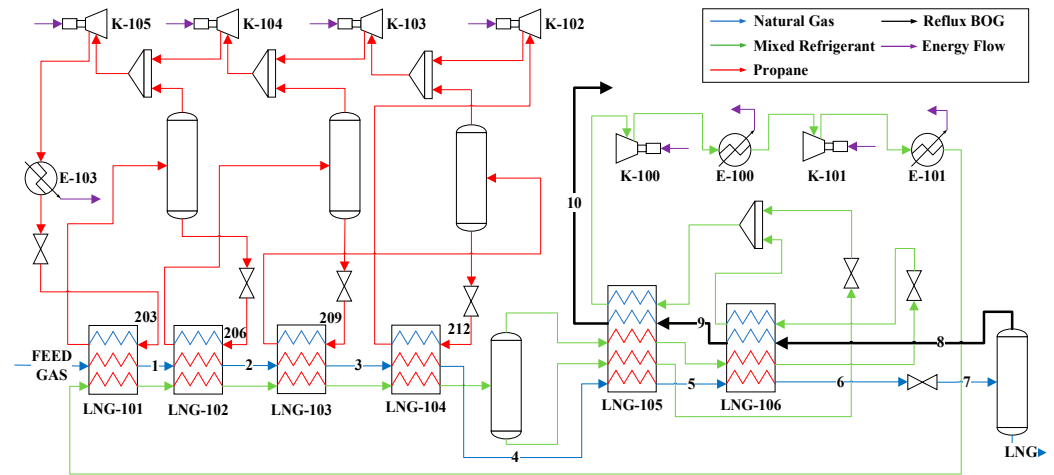 K-105
K-104
K-103
K-102
Natural Gas
Reflux BOG
Mixed Refrigerant
Energy Flow
Propane
E-103
K-100
E-100
K-101
E-101
10
203
206
209
212
9
8
FEED
GAS
1
2
3
5
6
7
LNG-101
LNG-102
LNG-103
LNG-104
LNG-105
LNG-106
4
LNG